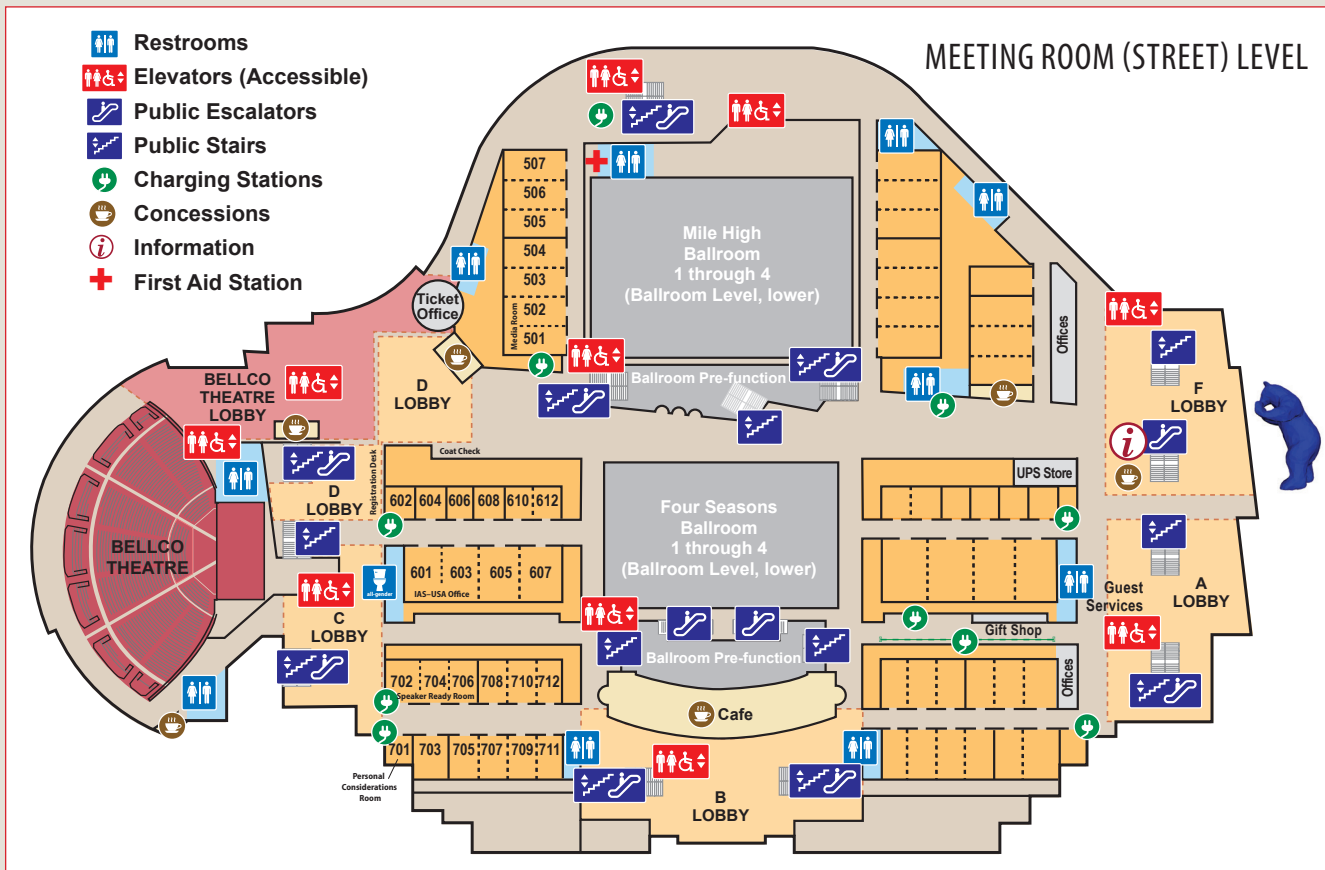 MEETING ROOM (STREET) LEVEL
Restrooms
Elevators (Accessible)
Public Escalators
Public Stairs
Charging Stations
Concessions
i Information
First Aid Station
507
506
505
504
503
502
501
Media Room
Mile High
Ballroom
1 through 4
(Ballroom Level, lower)
Ticket
Office
Ballroom Pre-function
Offices
F
LOBBY
i
BELLCO
THEATRE
LOBBY
D
LOBBY
Coat Check
Registration Desk
602 604 606 608 610 612
D
LOBBY
BELLCO
THEATRE
Four Seasons
Ballroom
1 through 4
(Ballroom Level, lower)
UPS Store
601 603 605 607
IAS–USA Office
all-gender
C
LOBBY
Guest
Services
A
LOBBY
Gift Shop
Ballroom Pre-function
702 704 706 708 710 712
Speaker Ready Room
Offices
Cafe
701 703 705 707 709 711
Personal
Considerations
Room
B
LOBBY